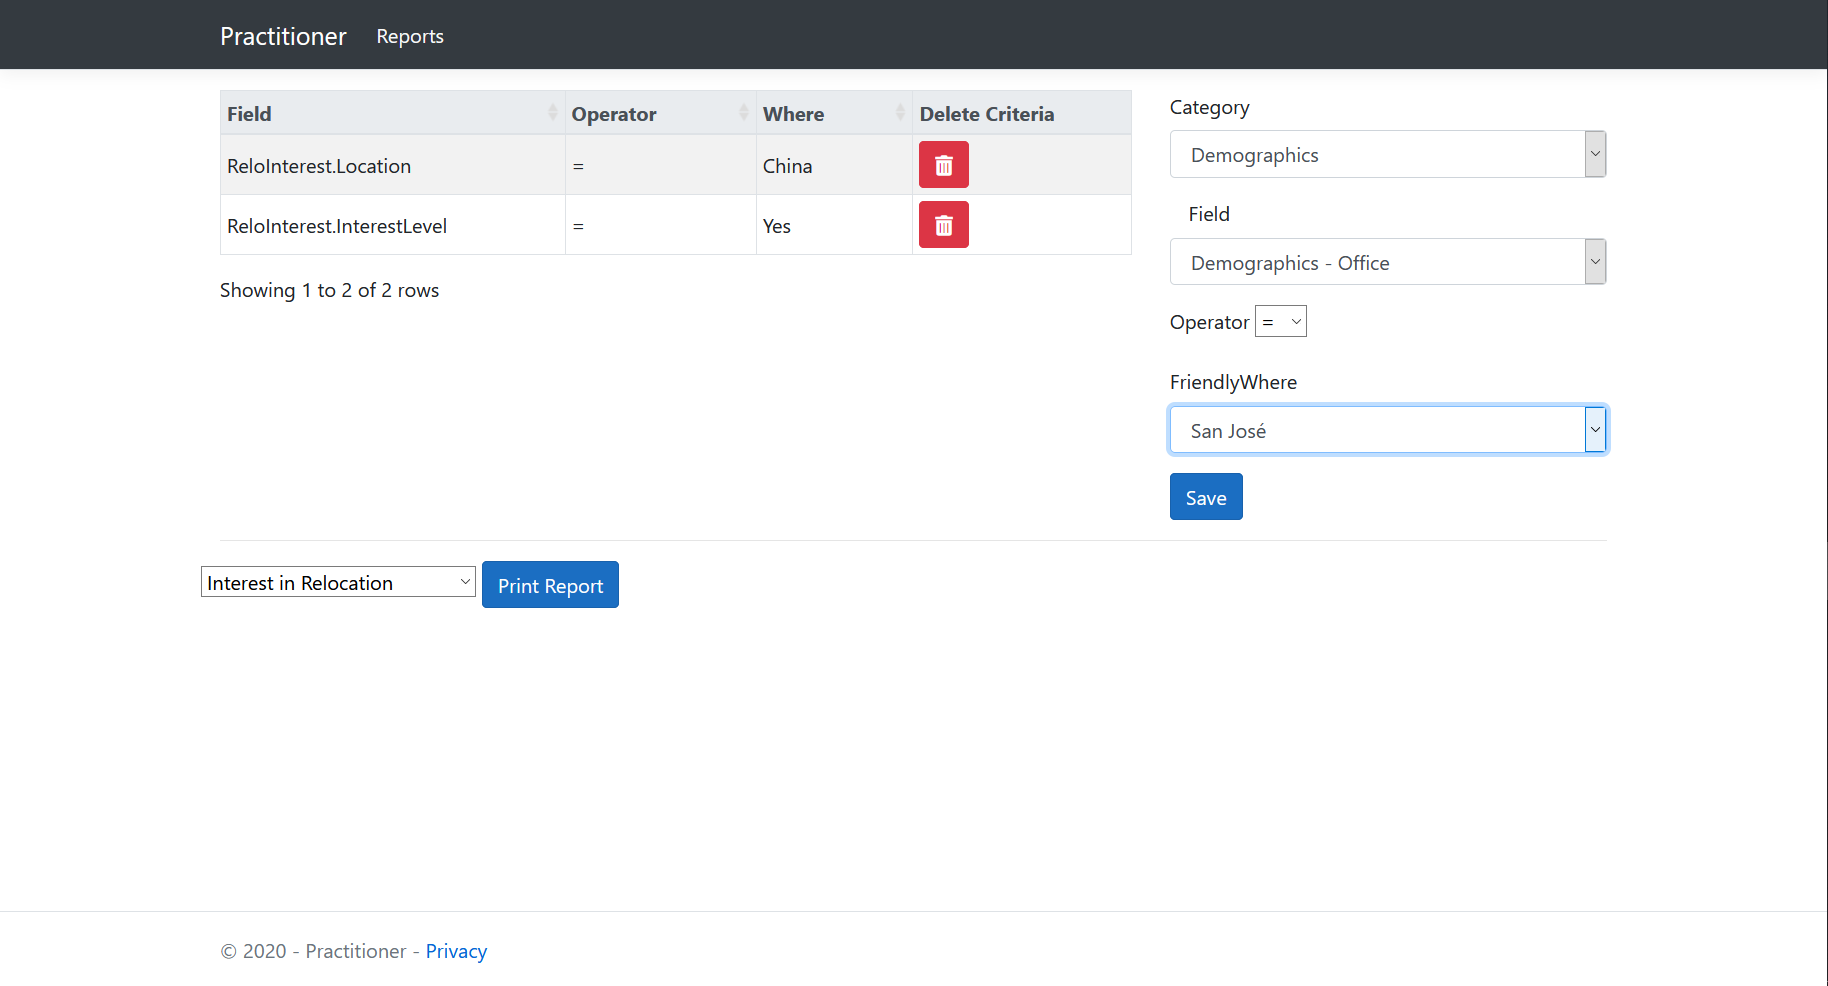 Practitioner Reports
Field Operator Where Delete Criteria
ReloInterest.Location = China
ReloInterest.InterestLevel = Yes
Showing 1 to 2 of 2 rows
Category
Demographics
Field
Demographics - Office
Operator =
FriendlyWhere
San José
Save
Interest in Relocation Print Report
© 2020 - Practitioner - Privacy